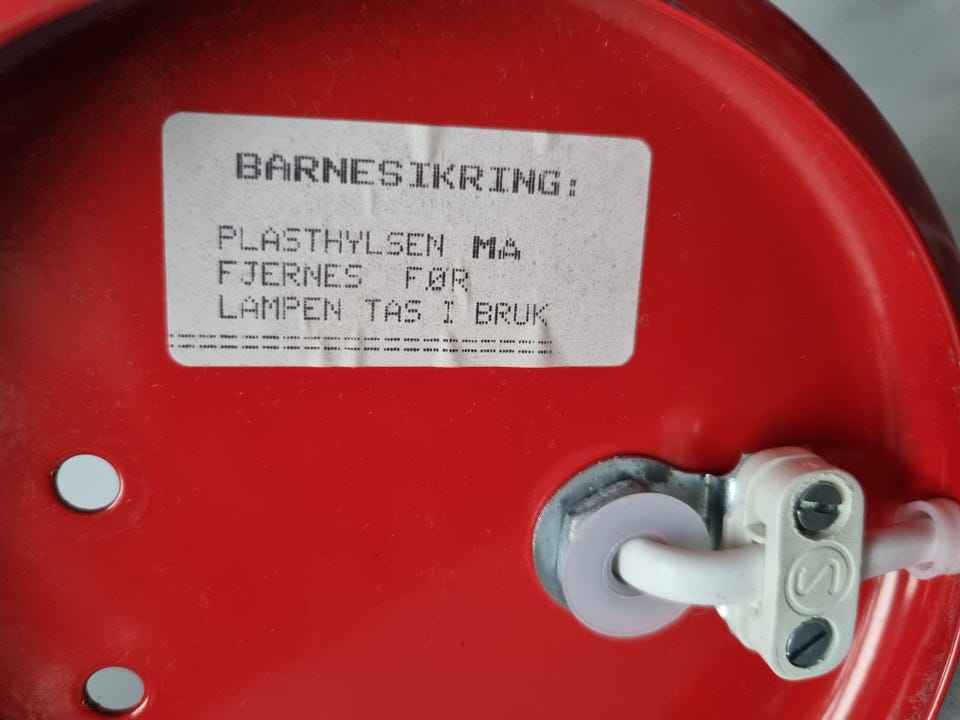 BARNESIKRING:
PLASTHYLSEN MA
FJERNES FØR
LAMPEN TAS I BRUK